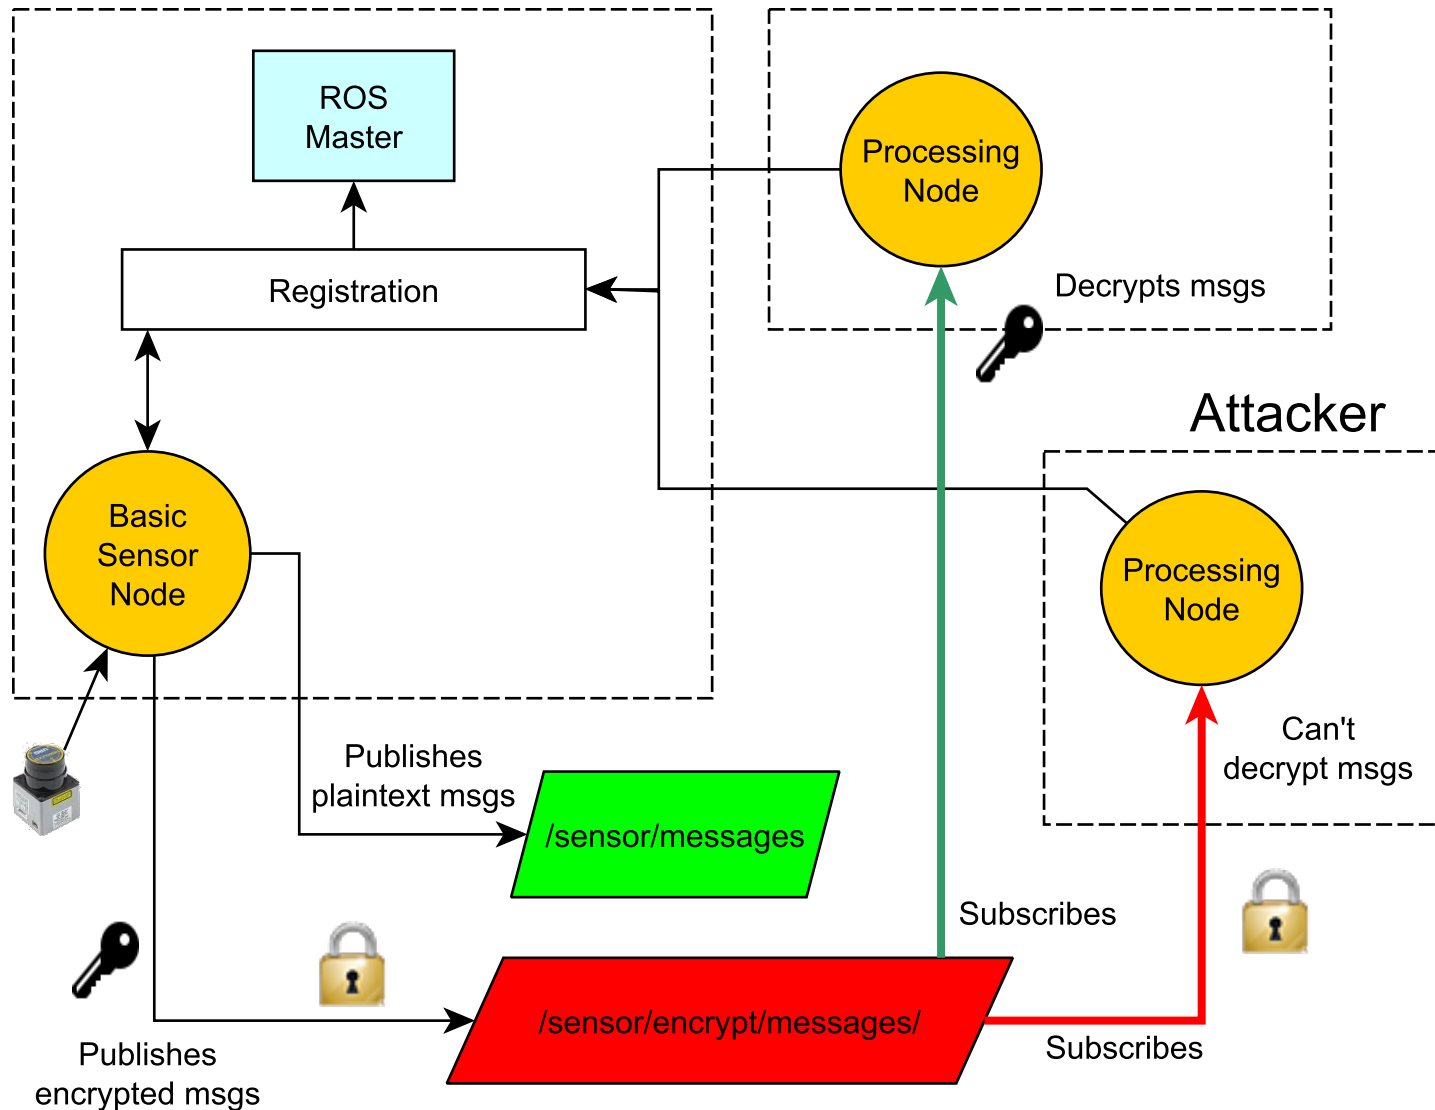 ROS
Master
Processing
Node
Registration
Decrypts msgs
Attacker
Basic
Sensor
Node
Processing
Node
Can't
decrypt msgs
Publishes
plaintext msgs
/sensor/messages
Subscribes
/sensor/encrypt/messages/
Subscribes
Publishes
encrypted msgs